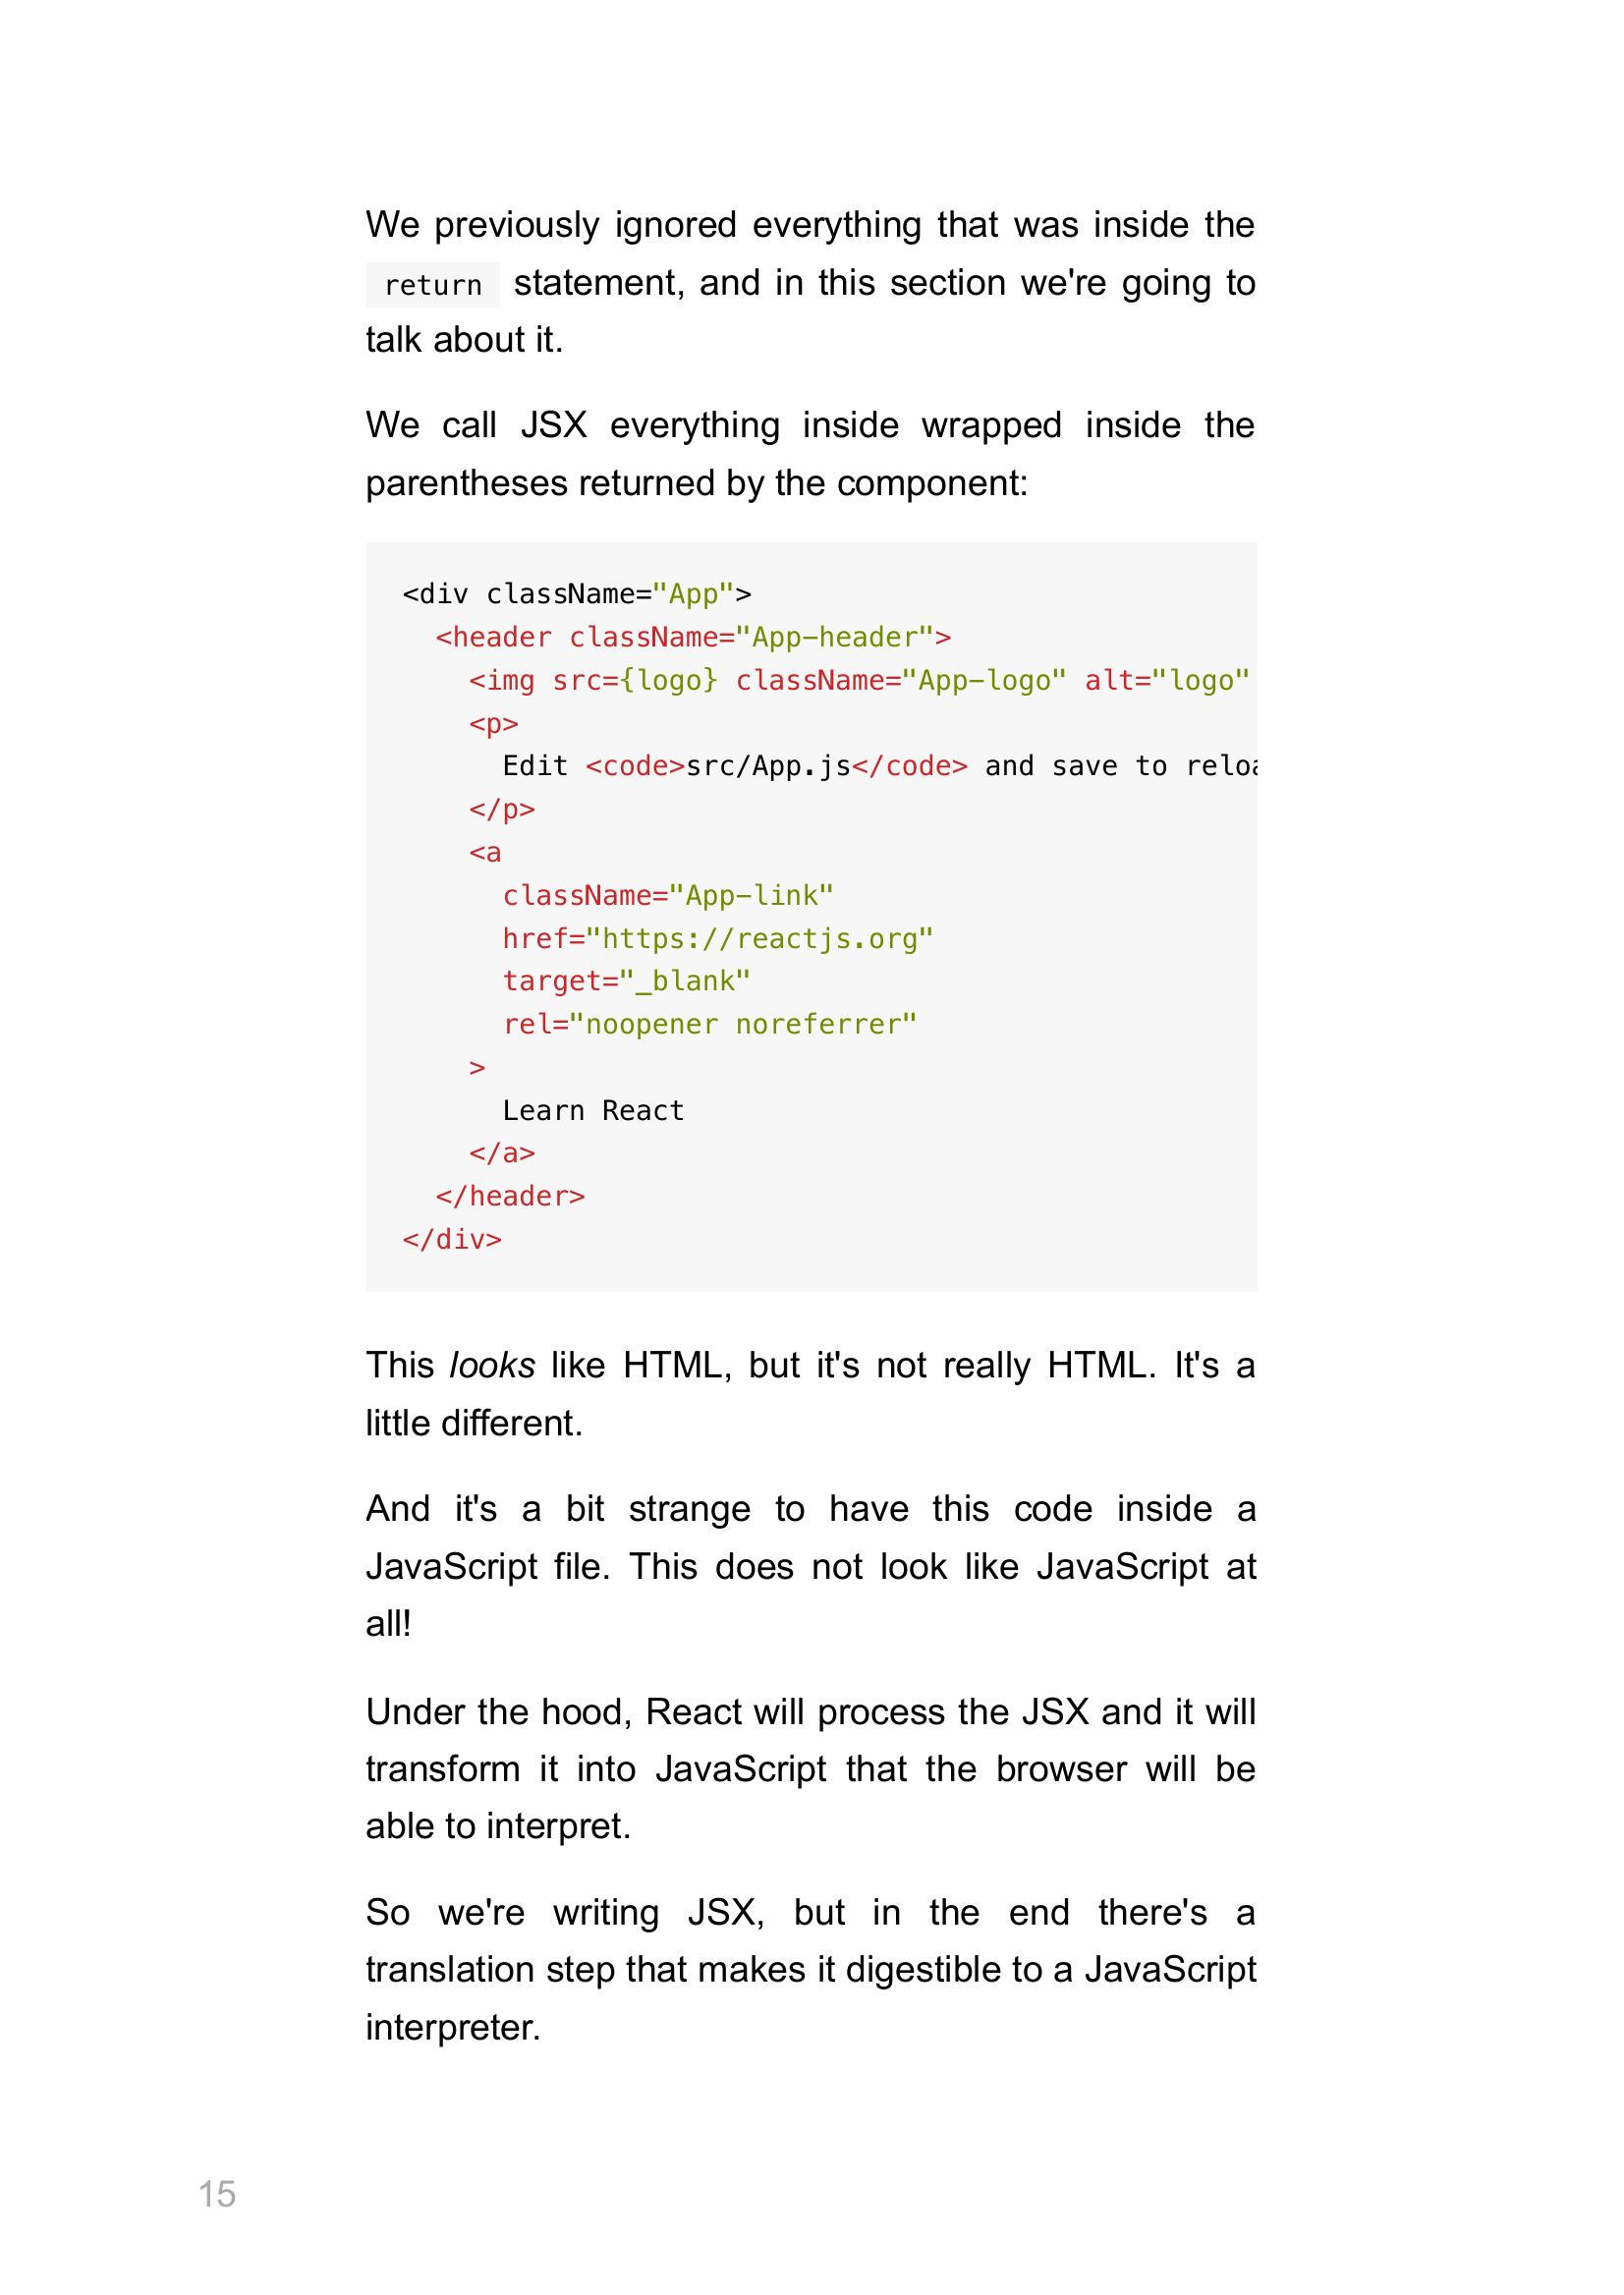 We previously ignored everything that was inside the
return statement, and in this section we're going to
talk about it.
We call JSX everything inside wrapped inside the
parentheses returned by the component:
<div className="App">
  <header className="App-header">
    <img src={logo} className="App-logo" alt="logo"
    <p>
      Edit <code>src/App.js</code> and save to reloa
    </p>
    <a
      className="App-link"
      href="https://reactjs.org"
      target="_blank"
      rel="noopener noreferrer"
    >
      Learn React
    </a>
  </header>
</div>
This looks like HTML, but it's not really HTML. It's a
little different.
And it's a bit strange to have this code inside a
JavaScript file. This does not look like JavaScript at
all!
Under the hood, React will process the JSX and it will
transform it into JavaScript that the browser will be
able to interpret.
So we're writing JSX, but in the end there's a
translation step that makes it digestible to a JavaScript
interpreter.
15